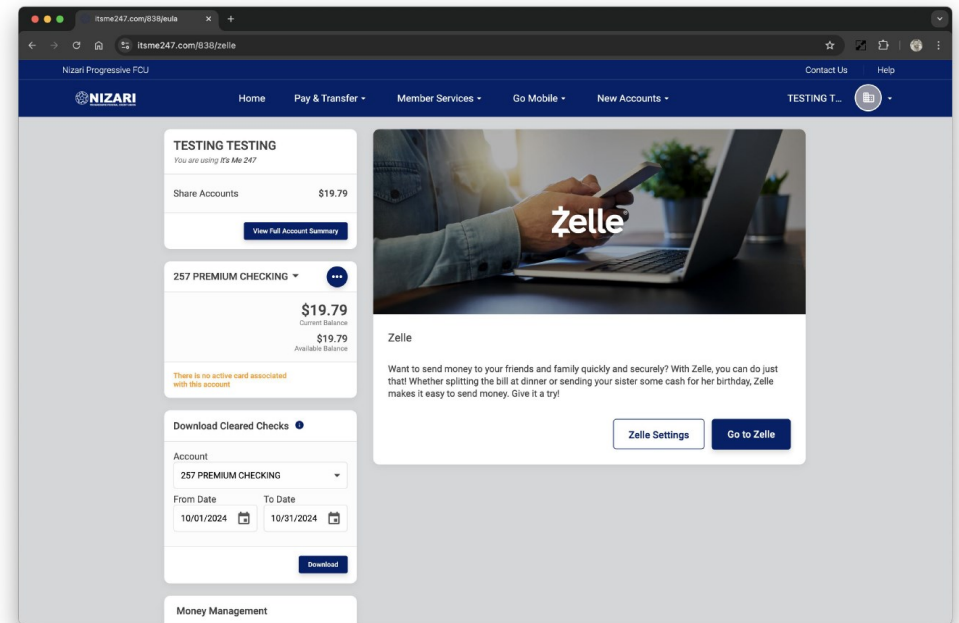 itsme247.com/838/eula
itsme247.com/838/zelle
Nizari Progressive FCU
Contact Us
Help
NIZARI
Home
Pay & Transfer
Member Services
Go Mobile
New Accounts
TESTING T...
TESTING TESTING
You are using It's Me 247
Share Accounts $19.79
View Full Account Summary
257 PREMIUM CHECKING
$19.79
Current Balance
$19.79
Available Balance
There is no active card associated
with this account
Download Cleared Checks
Account
257 PREMIUM CHECKING
From Date To Date
10/01/2024 10/31/2024
Download
Money Management
Zelle
Zelle
Want to send money to your friends and family quickly and securely? With Zelle, you can do just
that! Whether splitting the bill at dinner or sending your sister some cash for her birthday, Zelle
makes it easy to send money. Give it a try!
Zelle Settings
Go to Zelle